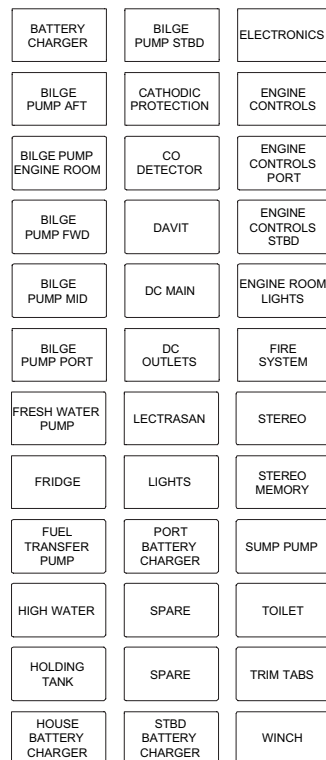 BATTERY
CHARGER
BILGE
PUMP STBD
ELECTRONICS
BILGE
PUMP AFT
CATHODIC
PROTECTION
ENGINE
CONTROLS
BILGE PUMP
ENGINE ROOM
CO
DETECTOR
ENGINE
CONTROLS
PORT
BILGE
PUMP FWD
DAVIT
ENGINE
CONTROLS
STBD
BILGE
PUMP MID
DC MAIN
ENGINE ROOM
LIGHTS
BILGE
PUMP PORT
DC
OUTLETS
FIRE
SYSTEM
FRESH WATER
PUMP
LECTRASAN
STEREO
FRIDGE
LIGHTS
STEREO
MEMORY
FUEL
TRANSFER
PUMP
PORT
BATTERY
CHARGER
SUMP PUMP
HIGH WATER
SPARE
TOILET
HOLDING
TANK
SPARE
TRIM TABS
HOUSE
BATTERY
CHARGER
STBD
BATTERY
CHARGER
WINCH